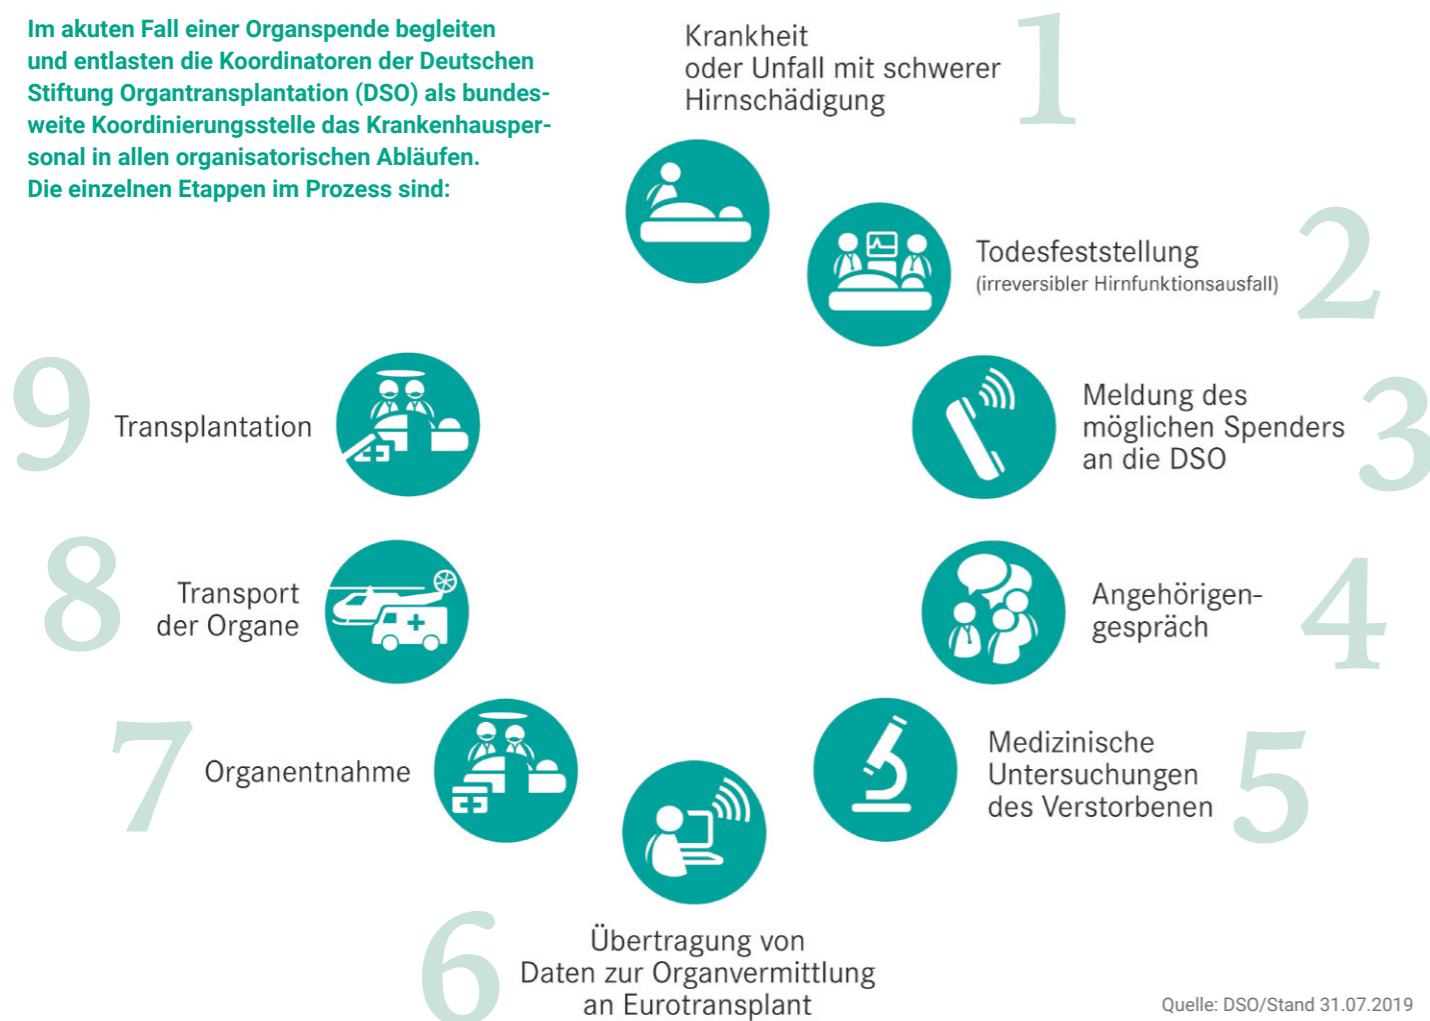 Im akuten Fall einer Organspende begleiten
und entlasten die Koordinatoren der Deutschen
Stiftung Organtransplantation (DSO) als bundes-
weite Koordinierungsstelle das Krankenhausper-
sonal in allen organisatorischen Abläufen.
Die einzelnen Etappen im Prozess sind:
1
Krankheit
oder Unfall mit schwerer
Hirnschädigung
2
Todesfeststellung
(irreversibler Hirnfunktionsausfall)
3
Meldung des
möglichen Spenders
an die DSO
4
Angehörigen-
gespräch
5
Medizinische
Untersuchungen
des Verstorbenen
6
Übertragung von
Daten zur Organvermittlung
an Eurotransplant
7
Organentnahme
8
Transport
der Organe
9
Transplantation
Quelle: DSO/Stand 31.07.2019